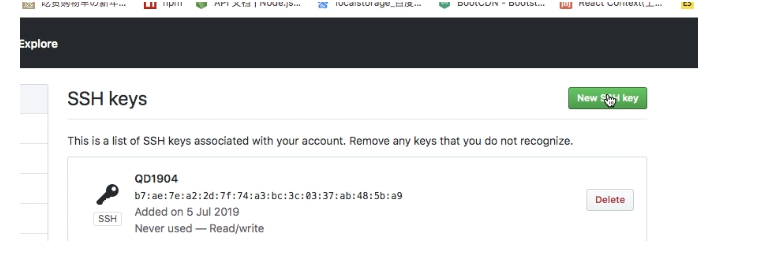 npm
API 文档 | Node.js...
localstorage_百度...
BootCDN - Bootst...
React Context(上...
Explore
SSH keys
New SSH key
This is a list of SSH keys associated with your account. Remove any keys that you do not recognize.
QD1904
b7:ae:7e:a2:2d:7f:74:a3:bc:3c:03:37:ab:48:5b:a9
Added on 5 Jul 2019
Never used — Read/write
SSH
Delete